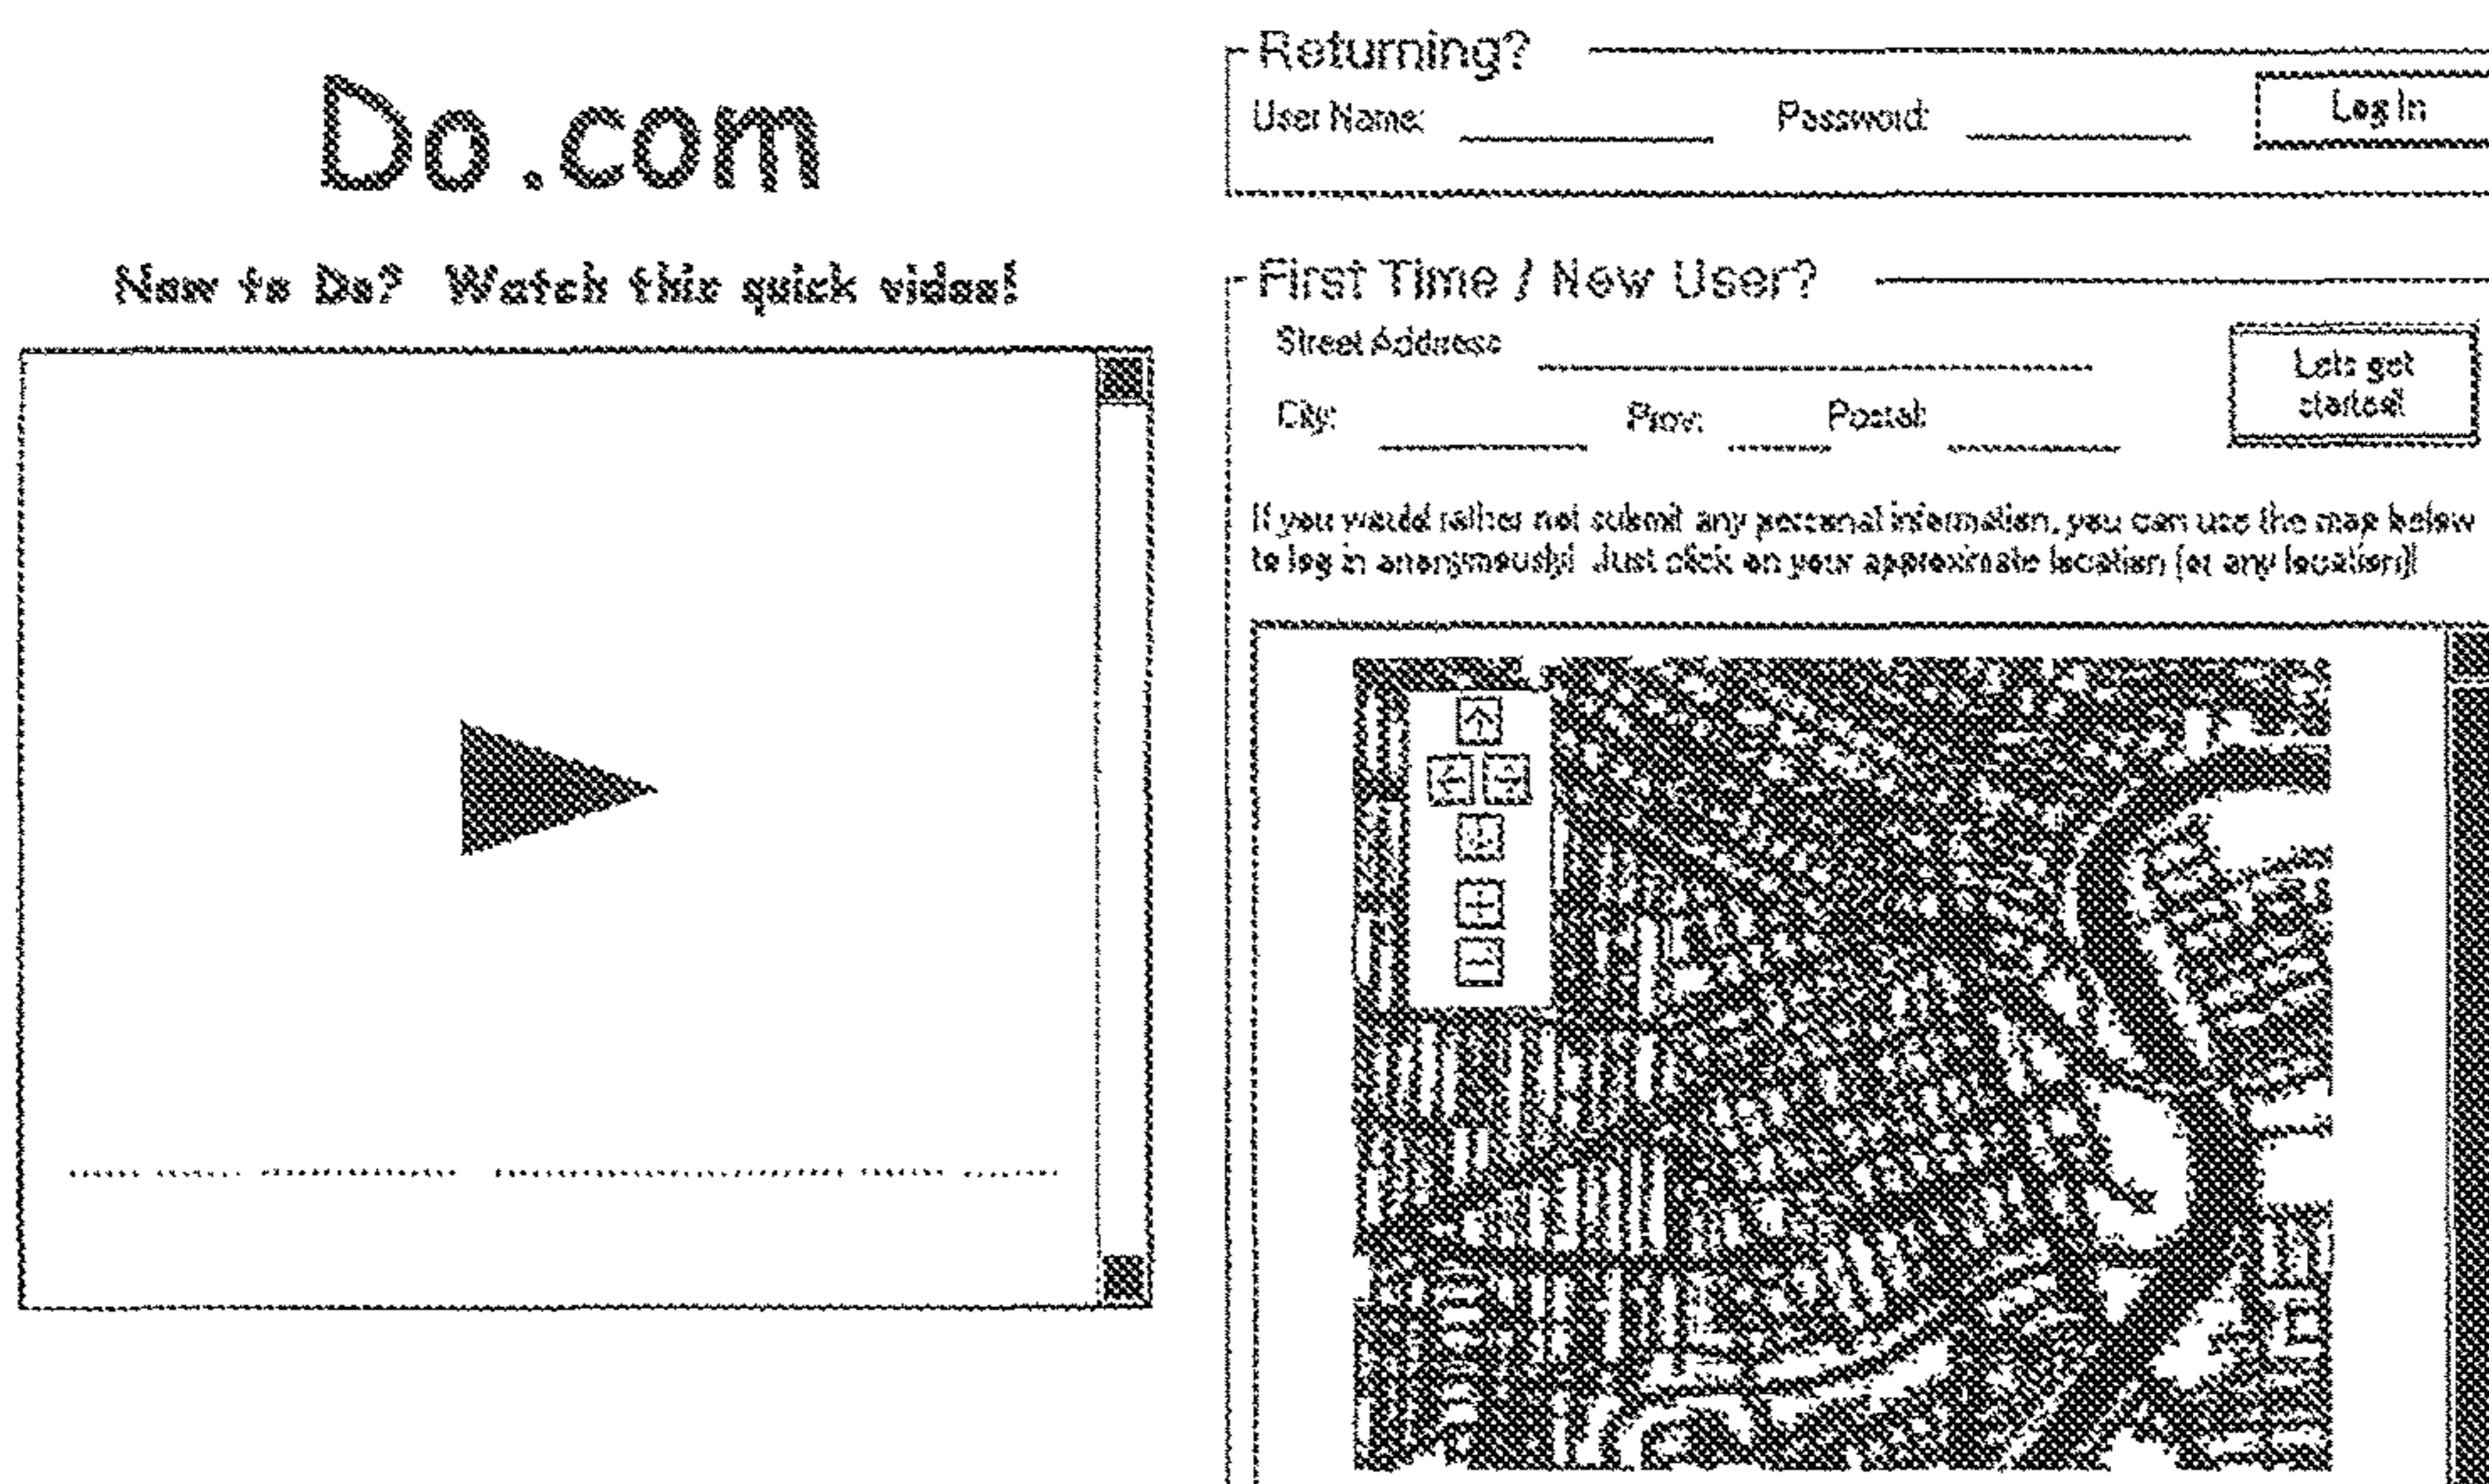 Do.com
New to Do? Watch this quick video!
Returning?
User Name:
Password:
Log In
First Time / New User?
Street Address
Lets get
started!
City:
Prov:
Postal:
If you would rather not submit any personal information, you can use the map below
to log in anonymously! Just click on your approximate location (or any location)!